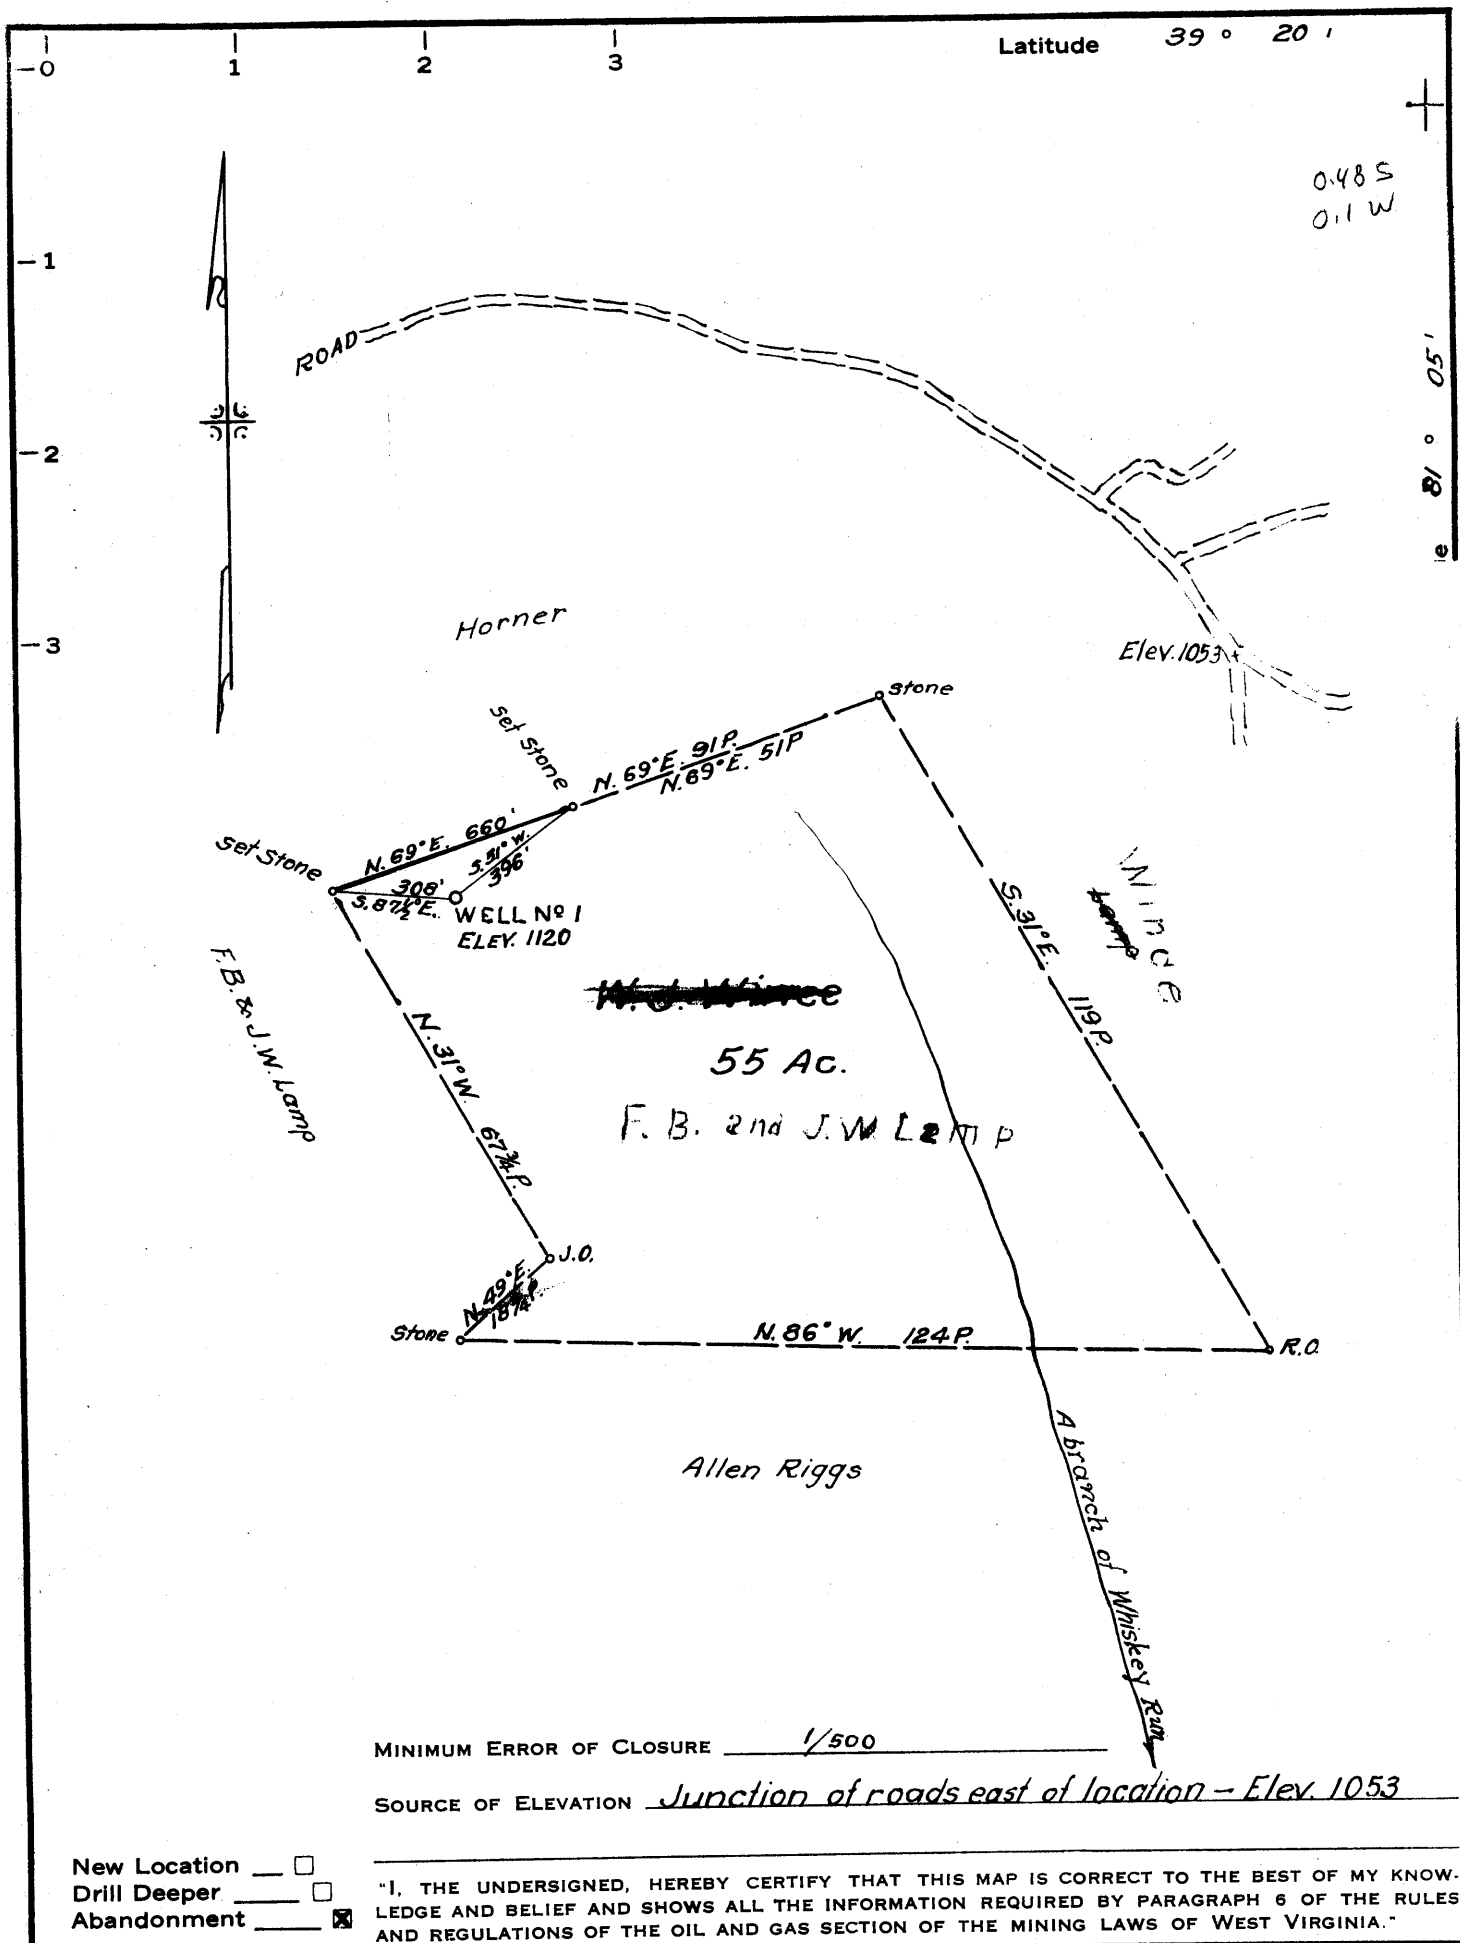 Latitude 39° 20'
0 1 2 3
0.48 S
0.1 W
1
81° 05'
ROAD
2
Horner
3
Elev. 1053
Stone
Set Stone
N. 69° E. 91 P.
N. 69° E. 51 P
N. 69° E. 660'
S. 51° W.
396'
Set Stone
308'
S. 87½° E.
WELL Nº 1
ELEV. 1120
S. 31° E. 119 P.
Wince
Lamp
F. B. & J. W. Lamp
W. J. Wince
55 Ac.
N. 31° W. 67¾ P.
F. B. and J. W. Lamp
J.O.
N. 49° E.
Stone
N. 86° W. 124 P.
R.O.
Allen Riggs
A branch of Whiskey Run
MINIMUM ERROR OF CLOSURE 1/500
SOURCE OF ELEVATION Junction of roads east of location – Elev. 1053
New Location
Drill Deeper
Abandonment
"I, THE UNDERSIGNED, HEREBY CERTIFY THAT THIS MAP IS CORRECT TO THE BEST OF MY KNOW-
LEDGE AND BELIEF AND SHOWS ALL THE INFORMATION REQUIRED BY PARAGRAPH 6 OF THE RULES
AND REGULATIONS OF THE OIL AND GAS SECTION OF THE MINING LAWS OF WEST VIRGINIA."